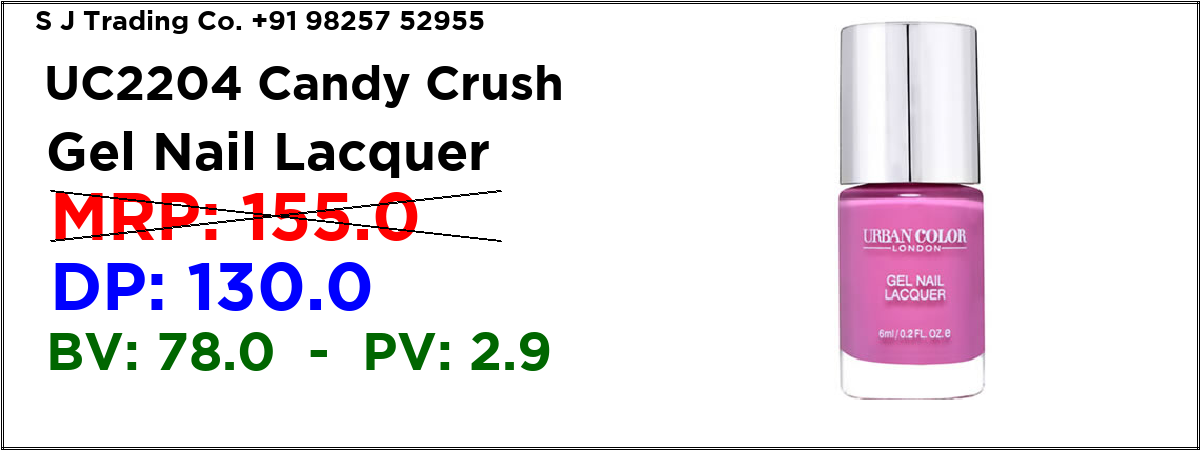 S J Trading Co. +91 98257 52955
UC2204 Candy Crush
Gel Nail Lacquer
MRP: 155.0
DP: 130.0
BV: 78.0 - PV: 2.9
URBAN COLOR
LONDON
GEL NAIL
LACQUER
6ml / 0.2 FL. OZ. e